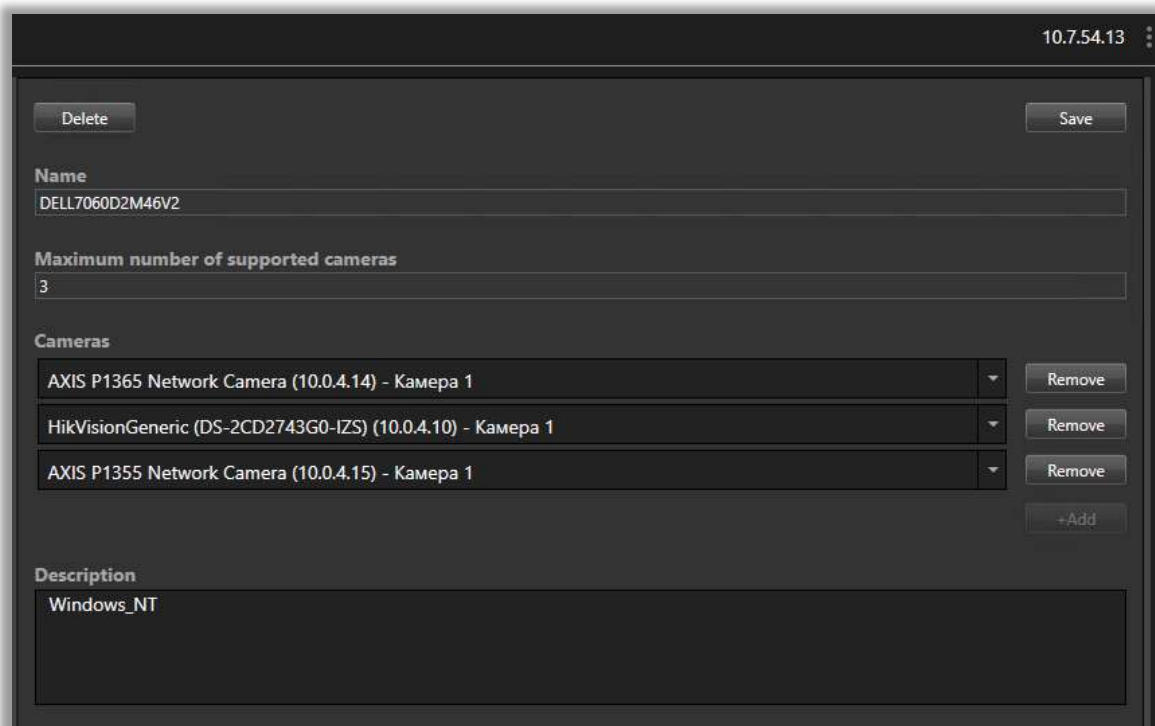 10.7.54.13
Delete
Save
Name
DELL7060D2M46V2
Maximum number of supported cameras
3
Cameras
AXIS P1365 Network Camera (10.0.4.14) - Камера 1
Remove
HikVisionGeneric (DS-2CD2743G0-IZS) (10.0.4.10) - Камера 1
Remove
AXIS P1355 Network Camera (10.0.4.15) - Камера 1
Remove
+Add
Description
Windows_NT